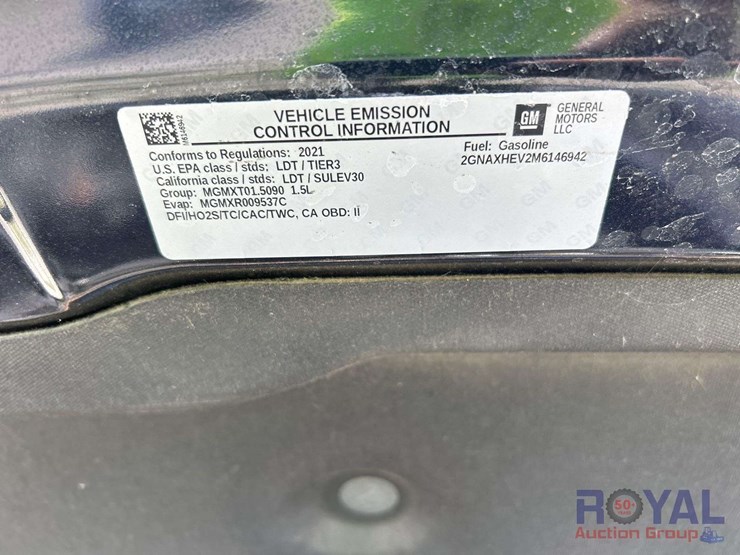 VEHICLE EMISSION
CONTROL INFORMATION
GM
GENERAL
MOTORS
LLC
M6146942
Conforms to Regulations: 2021
U.S. EPA class / stds: LDT / TIER3
California class / stds: LDT / SULEV30
Group: MGMXT01.5090 1.5L
Evap: MGMXR009537C
DFI/HO2S/TC/CAC/TWC, CA OBD: II
Fuel: Gasoline
2GNAXHEV2M6146942
ROYAL
50+
Auction Group